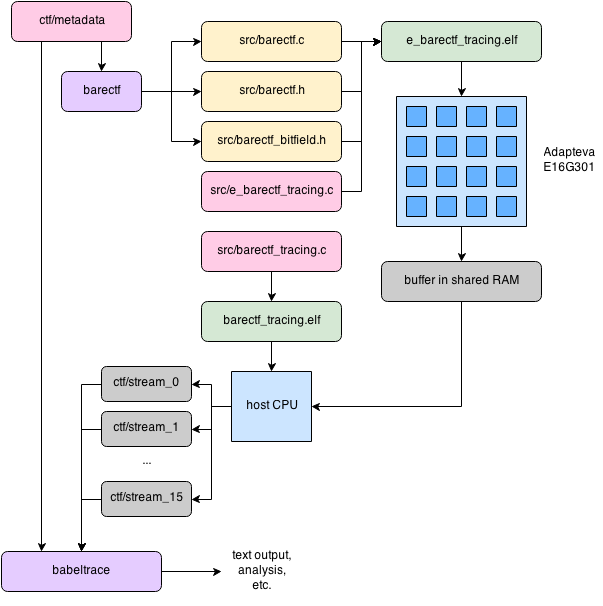 ctf/metadata
src/barectf.c
e_barectf_tracing.elf
barectf
src/barectf.h
src/barectf_bitfield.h
Adapteva
E16G301
src/e_barectf_tracing.c
src/barectf_tracing.c
buffer in shared RAM
barectf_tracing.elf
ctf/stream_0
host CPU
ctf/stream_1
...
ctf/stream_15
babeltrace
text output,
analysis,
etc.